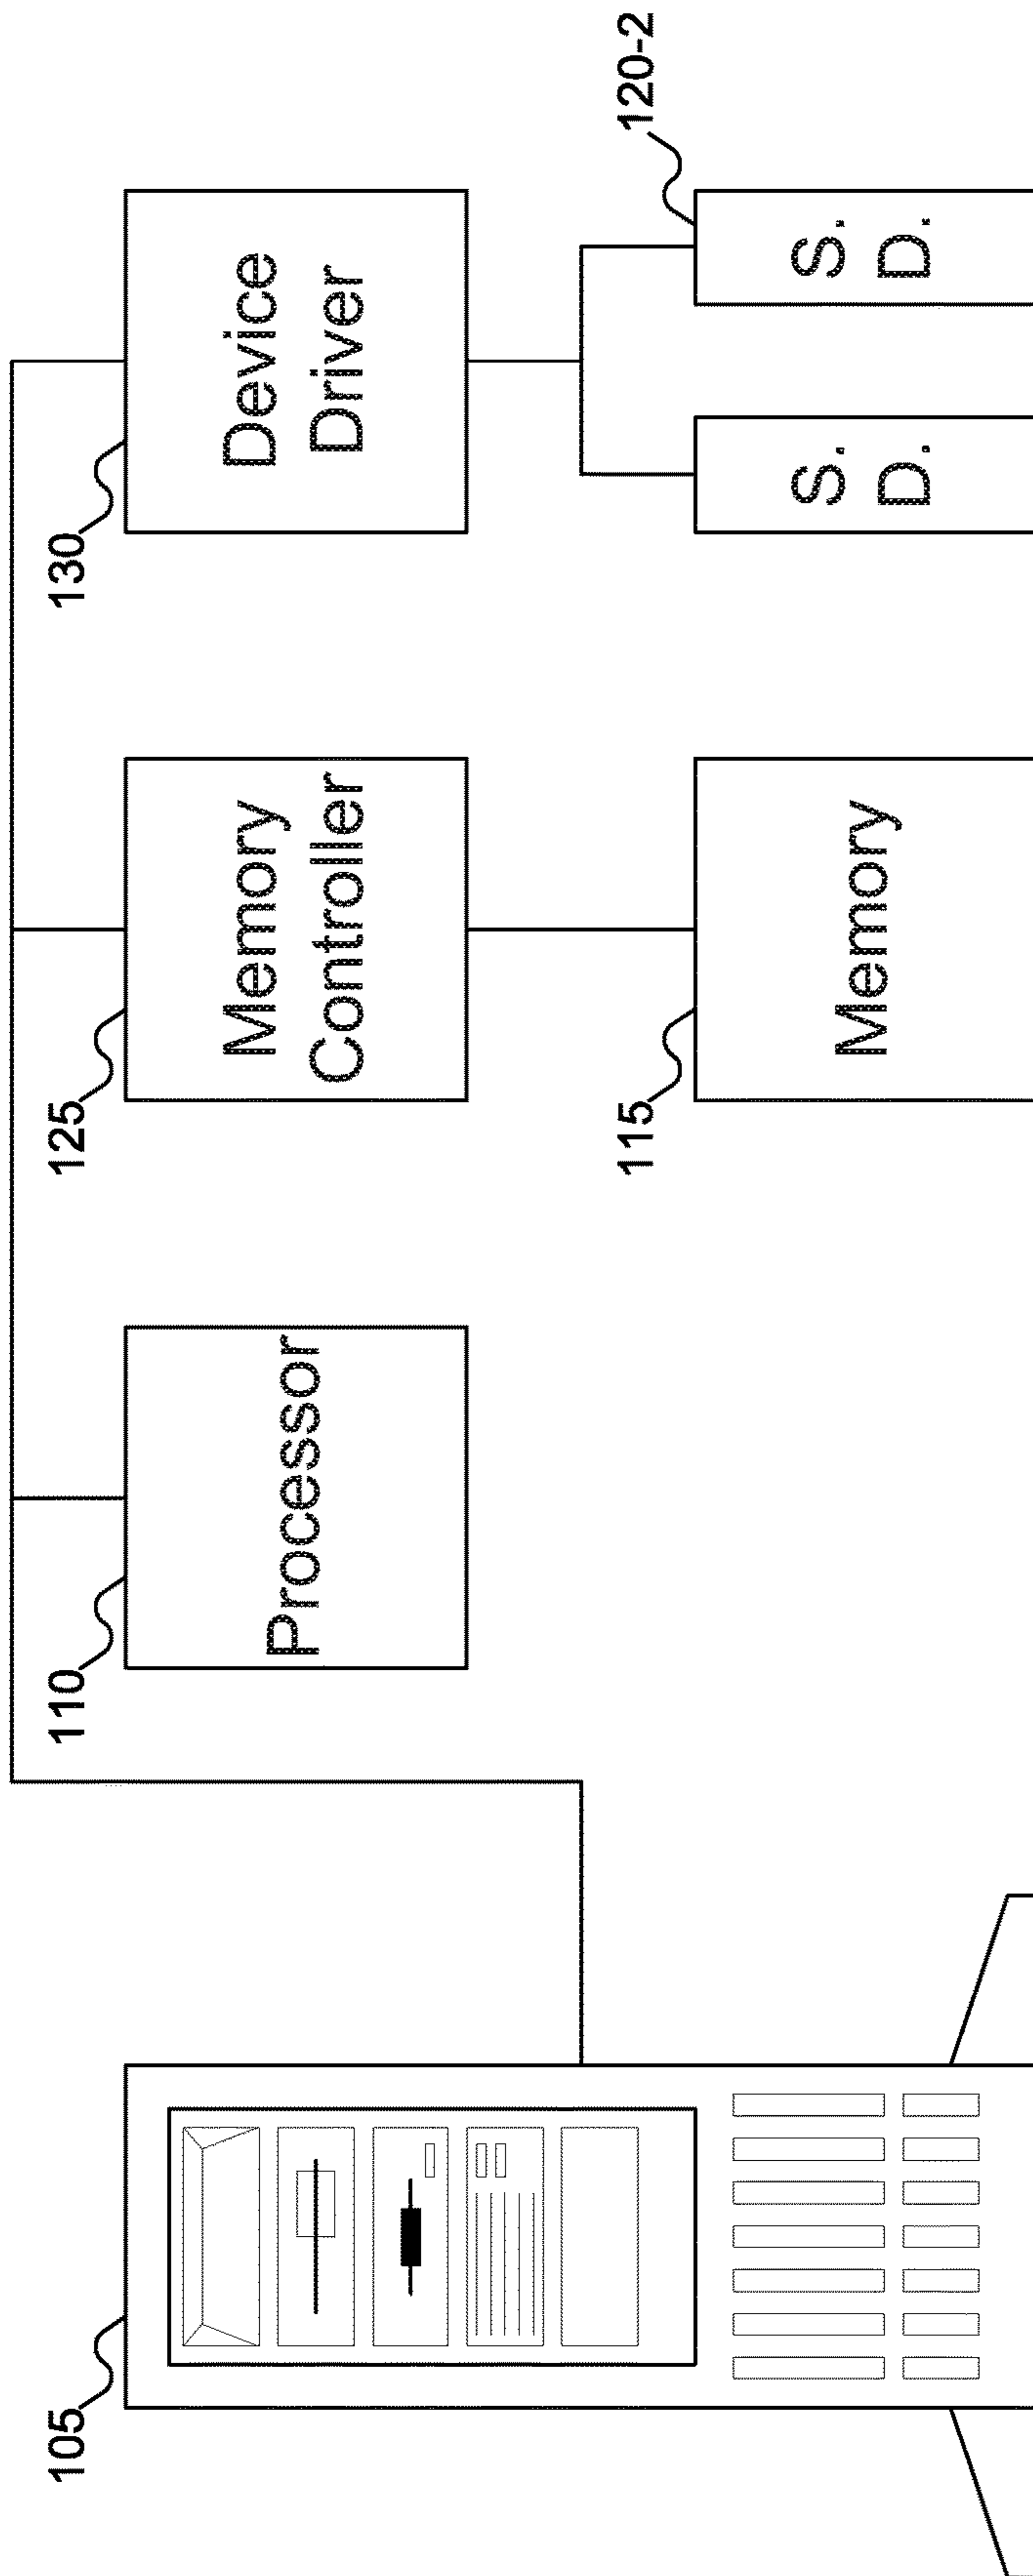 105
110
Processor
125
Memory
Controller
130
Device
Driver
115
Memory
120-2
S.
D.
S.
D.